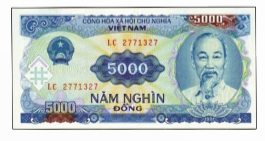 CỘNG HÒA XÃ HỘI CHỦ NGHĨA
VIỆT NAM
5000
LC 2771327
5000
LC 2771327
NĂM NGHÌN
5000
ĐỒNG